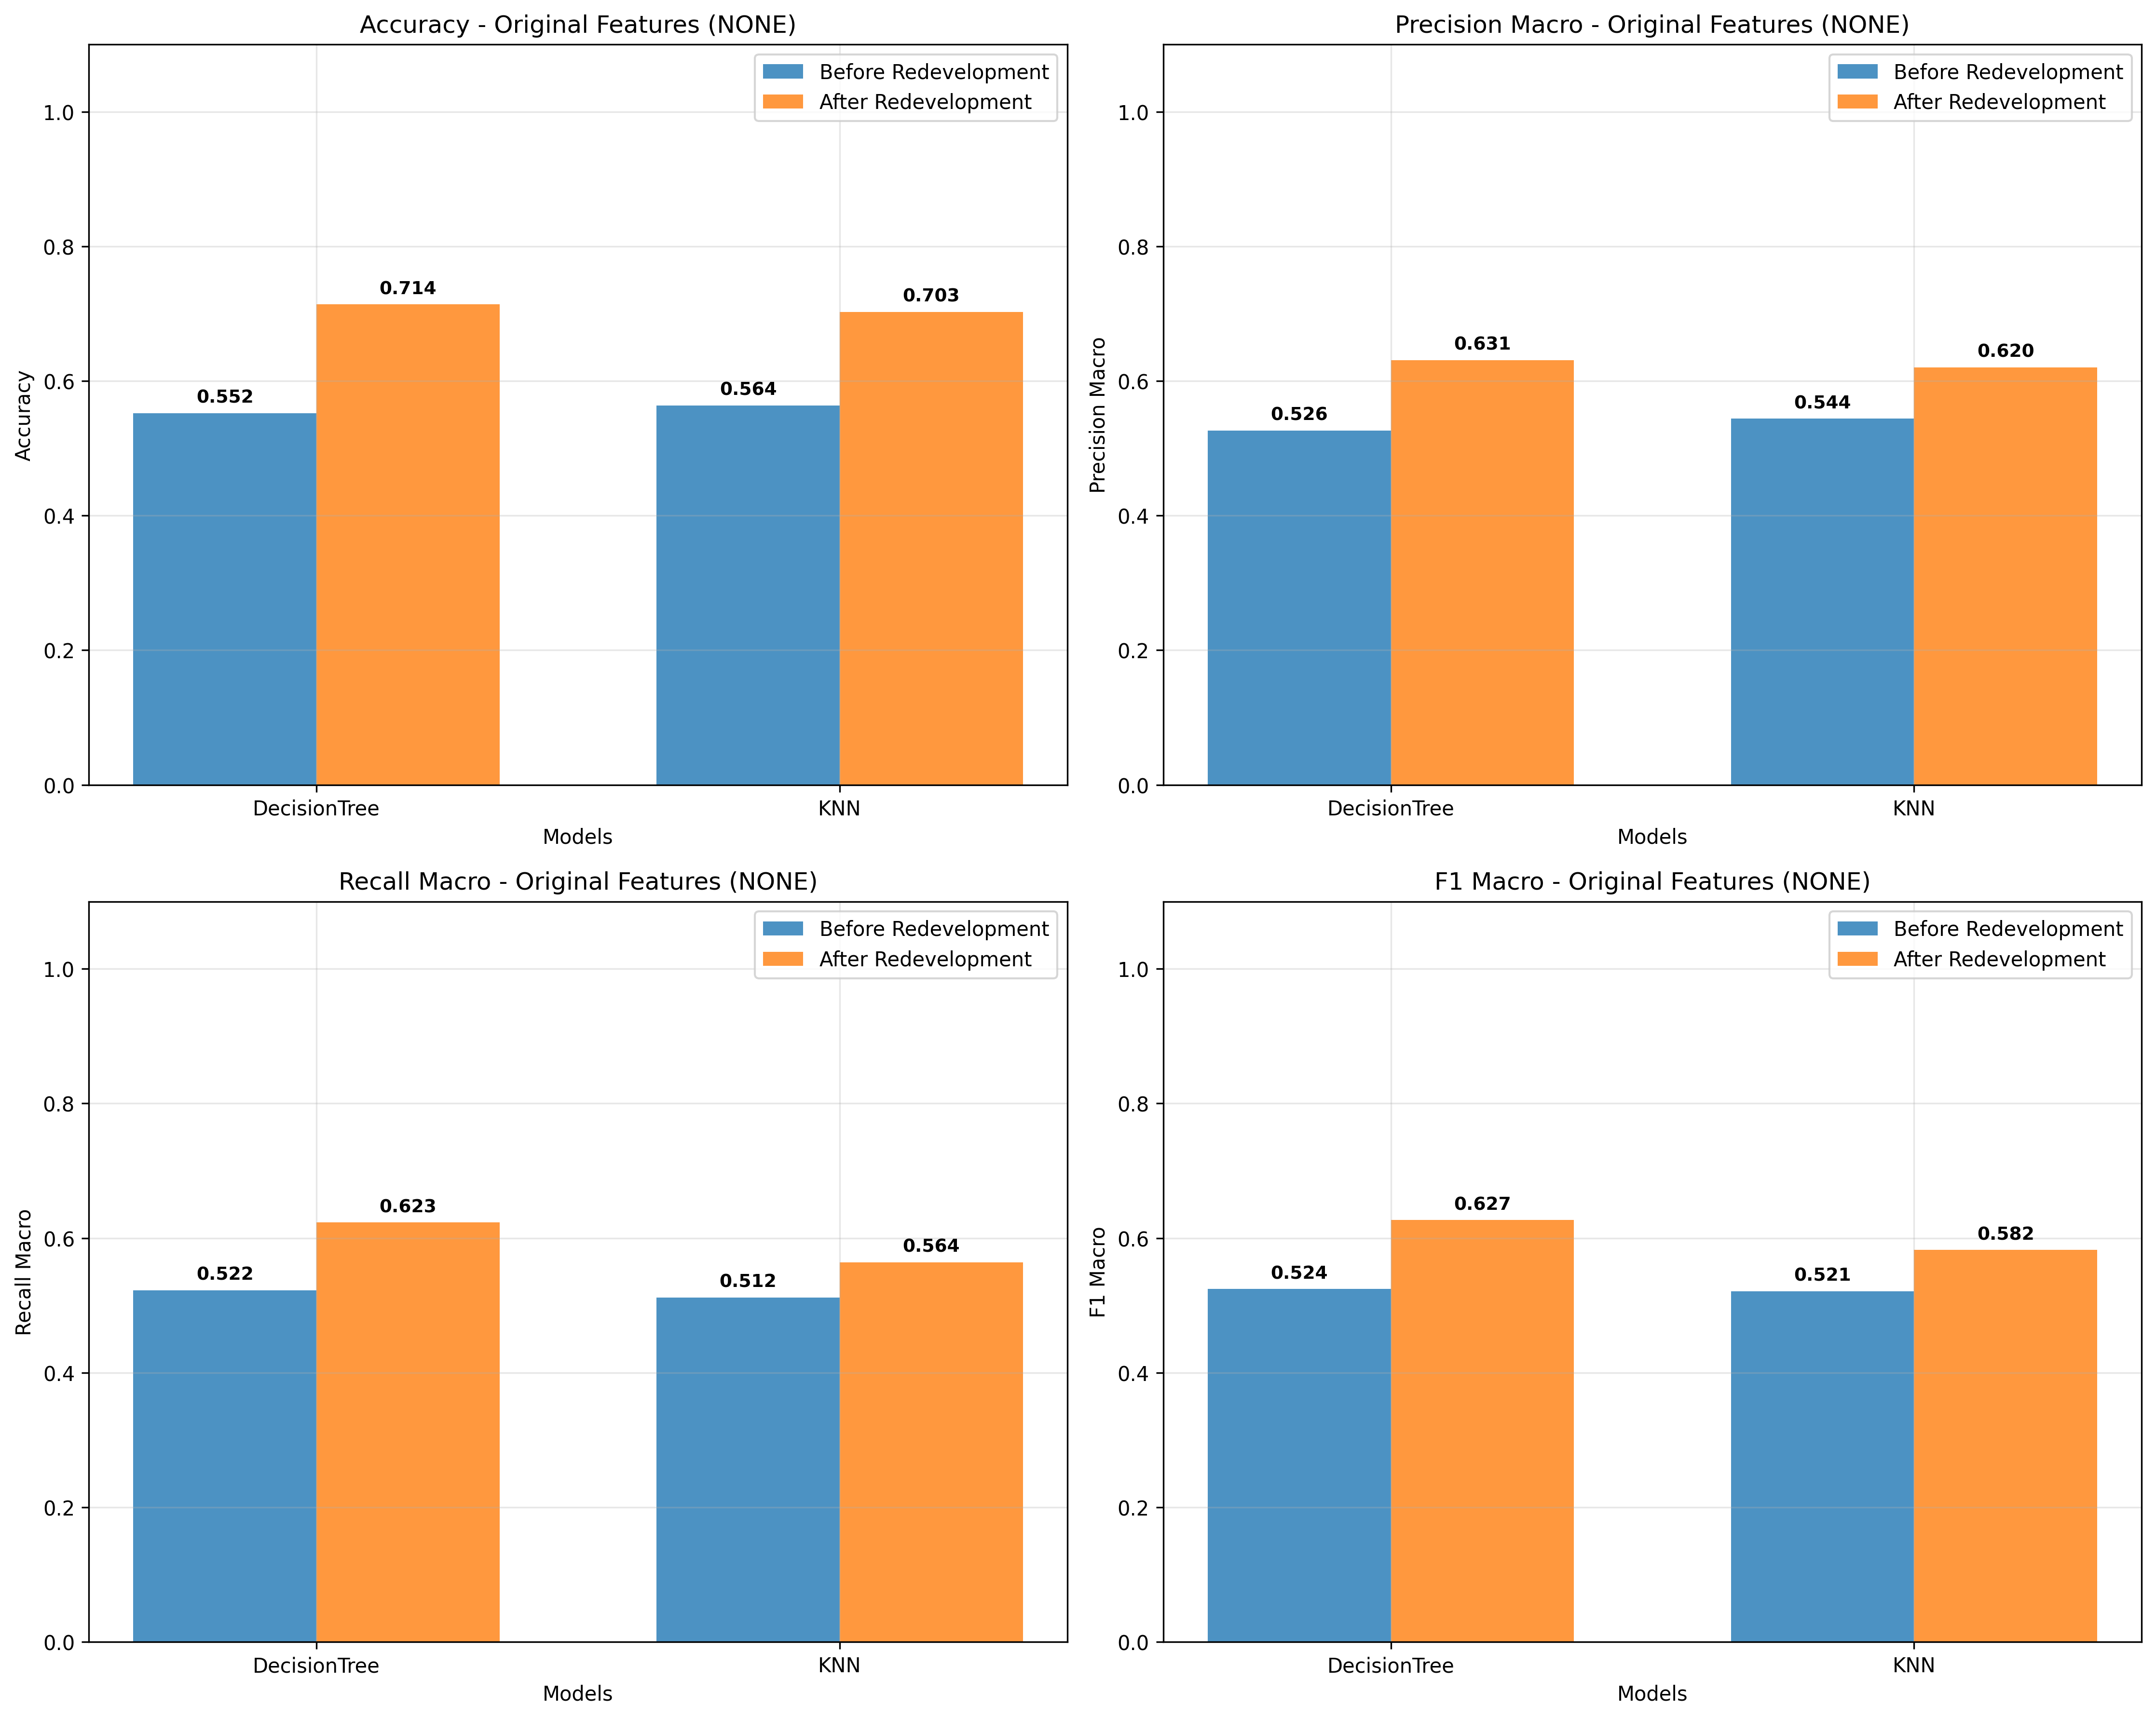 Accuracy - Original Features (NONE)
Before Redevelopment
After Redevelopment
1.0
0.8
0.6
0.4
0.2
0.0
Accuracy
0.552
0.714
0.564
0.703
DecisionTree
KNN
Models
Precision Macro - Original Features (NONE)
Before Redevelopment
After Redevelopment
1.0
0.8
0.6
0.4
0.2
0.0
Precision Macro
0.526
0.631
0.544
0.620
DecisionTree
KNN
Models
Recall Macro - Original Features (NONE)
Before Redevelopment
After Redevelopment
1.0
0.8
0.6
0.4
0.2
0.0
Recall Macro
0.522
0.623
0.512
0.564
DecisionTree
KNN
Models
F1 Macro - Original Features (NONE)
Before Redevelopment
After Redevelopment
1.0
0.8
0.6
0.4
0.2
0.0
F1 Macro
0.524
0.627
0.521
0.582
DecisionTree
KNN
Models